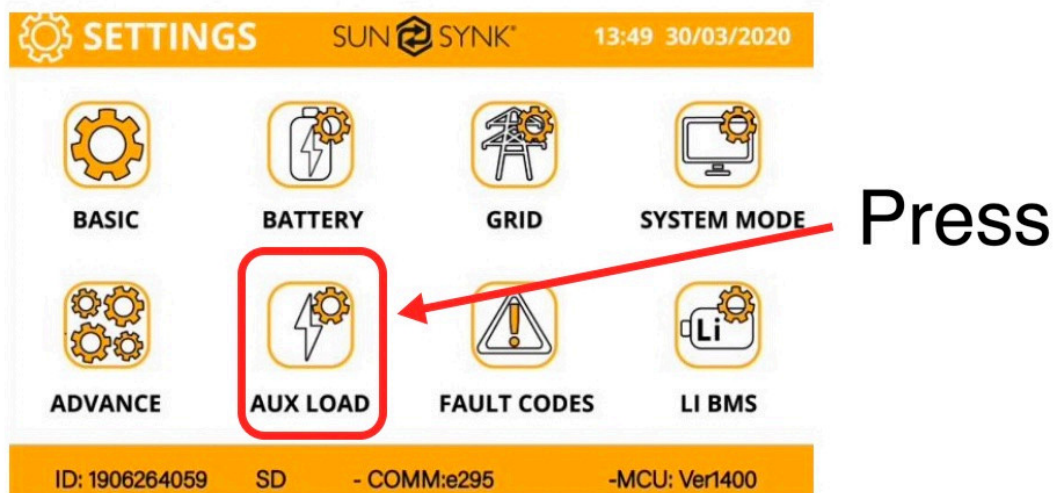 SETTINGS SUN SYNK® 13:49 30/03/2020
BASIC BATTERY GRID SYSTEM MODE
Press
Li
ADVANCE AUX LOAD FAULT CODES LI BMS
ID: 1906264059 SD - COMM:e295 -MCU: Ver1400